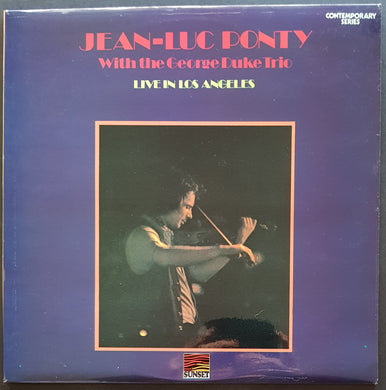 CONTEMPORARY
SERIES
JEAN-LUC PONTY
With the George Duke Trio
LIVE IN LOS ANGELES
SUNSET